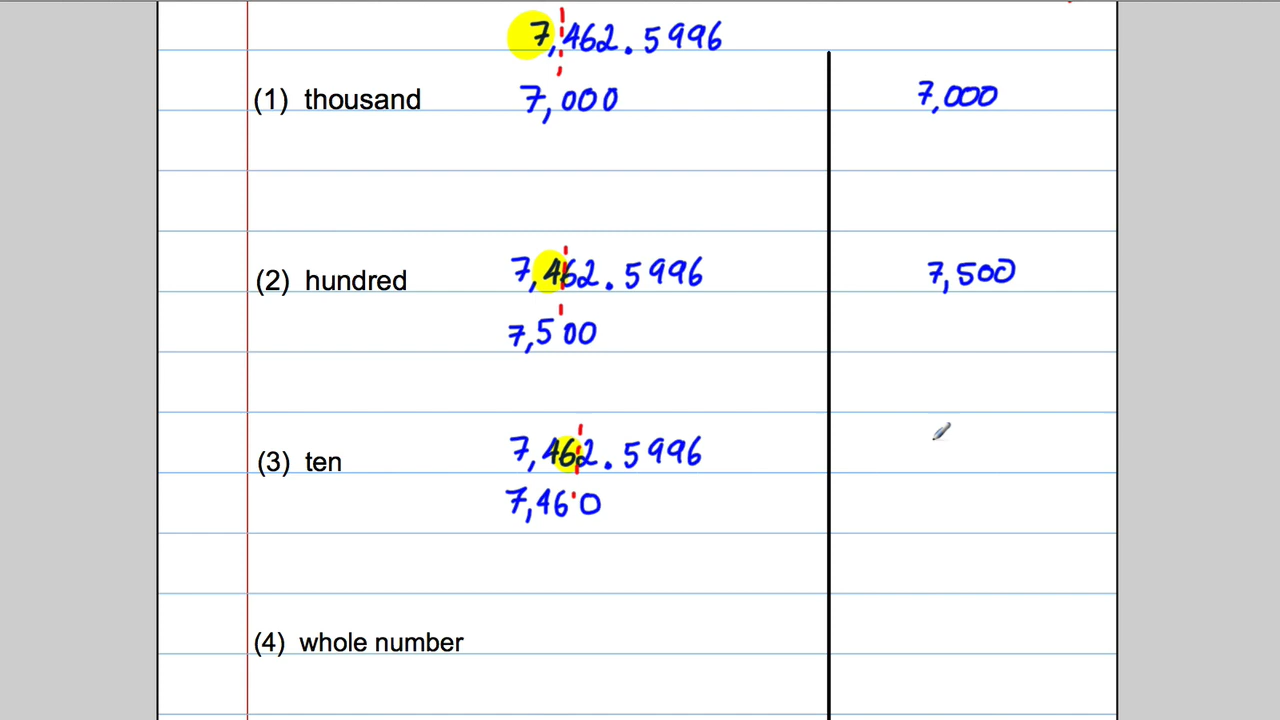 7,462.5996
(1) thousand 7,000 7,000
(2) hundred 7,462.5996 7,500
7,500
(3) ten 7,462.5996
7,460
(4) whole number